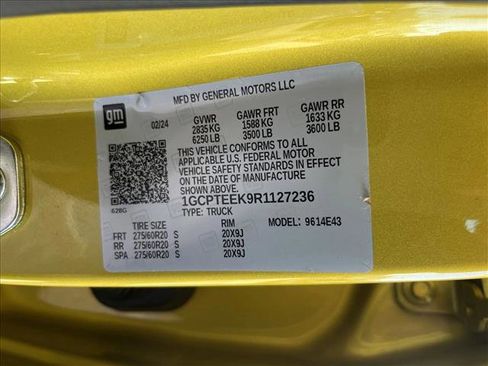 gm
MFD BY GENERAL MOTORS LLC
02/24 GVWR GAWR FRT GAWR RR
2835 KG 1588 KG 1633 KG
6250 LB 3500 LB 3600 LB
THIS VEHICLE CONFORMS TO ALL
APPLICABLE U.S. FEDERAL MOTOR
VEHICLE SAFETY STANDARDS IN EFFECT
ON THE DATE OF MANUFACTURE
SHOWN ABOVE.
628G 1GCPTEEK9R1127236
TYPE: TRUCK MODEL: 9614E43
TIRE SIZE RIM
FRT 275/60R20 S 20X9J
RR 275/60R20 S 20X9J
SPA 275/60R20 S 20X9J